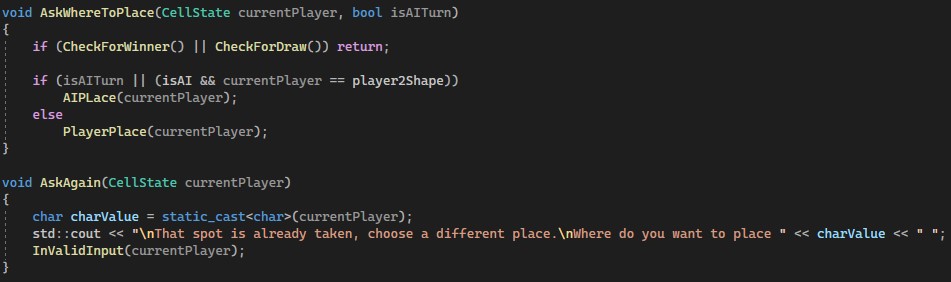 void AskWhereToPlace(CellState currentPlayer, bool isAITurn)
{
    if (CheckForWinner() || CheckForDraw()) return;

    if (isAITurn || (isAI && currentPlayer == player2Shape))
        AIPLace(currentPlayer);
    else
        PlayerPlace(currentPlayer);
}

void AskAgain(CellState currentPlayer)
{
    char charValue = static_cast<char>(currentPlayer);
    std::cout << "\nThat spot is already taken, choose a different place.\nWhere do you want to place " << charValue << " ";
    InValidInput(currentPlayer);
}